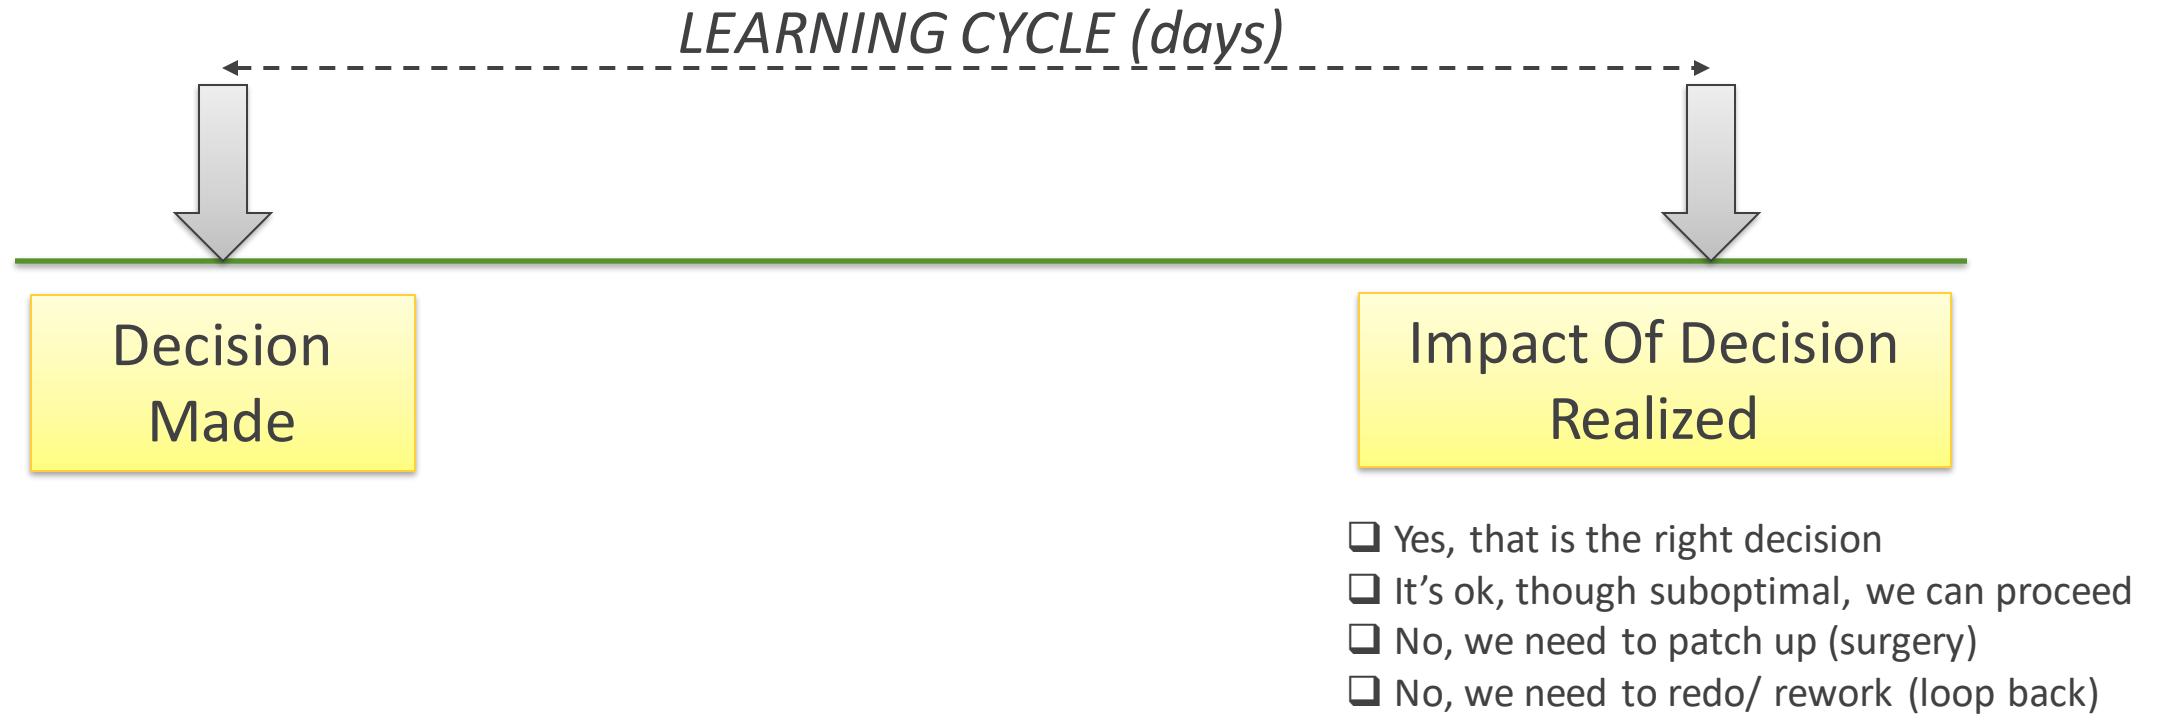 LEARNING CYCLE (days)
Decision
Made
Impact Of Decision
Realized
❑ Yes, that is the right decision
❑ It’s ok, though suboptimal, we can proceed
❑ No, we need to patch up (surgery)
❑ No, we need to redo/ rework (loop back)